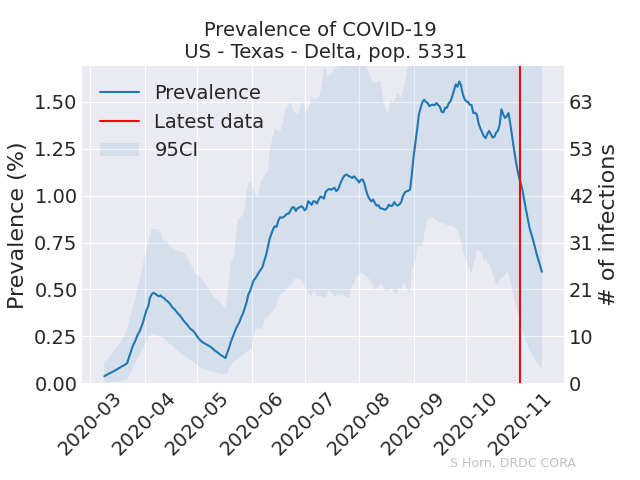 Prevalence of COVID-19
US - Texas - Delta, pop. 5331
Prevalence (%)
1.50
1.25
1.00
0.75
0.50
0.25
0.00
Prevalence
Latest data
95CI
63
53
42
31
21
10
0
# of infections
2020-03
2020-04
2020-05
2020-06
2020-07
2020-08
2020-09
2020-10
2020-11
S Horn, DRDC CORA